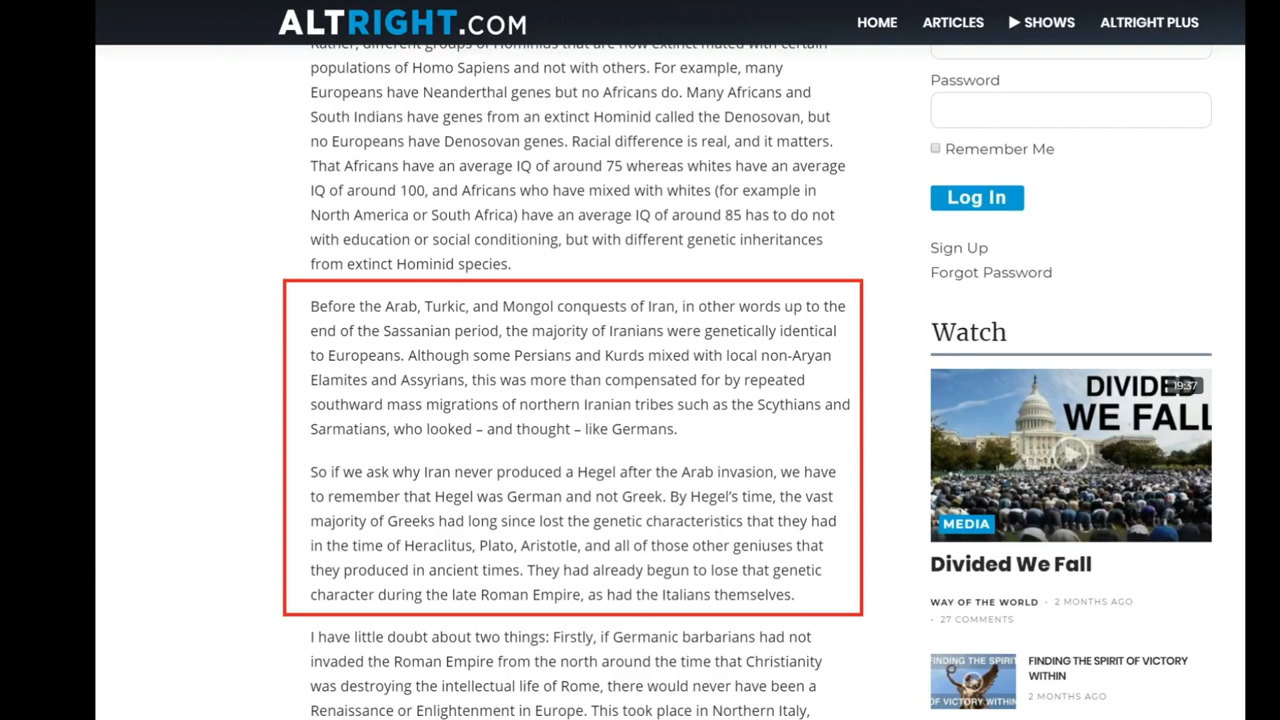 ALTRIGHT.COM
HOME ARTICLES SHOWS ALTRIGHT PLUS
Rather, different groups of Hominids that are now extinct mated with certain
populations of Homo Sapiens and not with others. For example, many
Europeans have Neanderthal genes but no Africans do. Many Africans and
South Indians have genes from an extinct Hominid called the Denosovan, but
no Europeans have Denosovan genes. Racial difference is real, and it matters.
That Africans have an average IQ of around 75 whereas whites have an average
IQ of around 100, and Africans who have mixed with whites (for example in
North America or South Africa) have an average IQ of around 85 has to do not
with education or social conditioning, but with different genetic inheritances
from extinct Hominid species.
Before the Arab, Turkic, and Mongol conquests of Iran, in other words up to the
end of the Sassanian period, the majority of Iranians were genetically identical
to Europeans. Although some Persians and Kurds mixed with local non-Aryan
Elamites and Assyrians, this was more than compensated for by repeated
southward mass migrations of northern Iranian tribes such as the Scythians and
Sarmatians, who looked – and thought – like Germans.
So if we ask why Iran never produced a Hegel after the Arab invasion, we have
to remember that Hegel was German and not Greek. By Hegel's time, the vast
majority of Greeks had long since lost the genetic characteristics that they had
in the time of Heraclitus, Plato, Aristotle, and all of those other geniuses that
they produced in ancient times. They had already begun to lose that genetic
character during the late Roman Empire, as had the Italians themselves.
I have little doubt about two things: Firstly, if Germanic barbarians had not
invaded the Roman Empire from the north around the time that Christianity
was destroying the intellectual life of Rome, there would never have been a
Renaissance or Enlightenment in Europe. This took place in Northern Italy,
Password
Remember Me
Log In
Sign Up
Forgot Password
Watch
DIVIDED
19:37
WE FALL
MEDIA
Divided We Fall
WAY OF THE WORLD - 2 MONTHS AGO
- 27 COMMENTS
FINDING THE SPIRIT
OF VICTORY WITHIN
FINDING THE SPIRIT OF VICTORY
WITHIN
2 MONTHS AGO